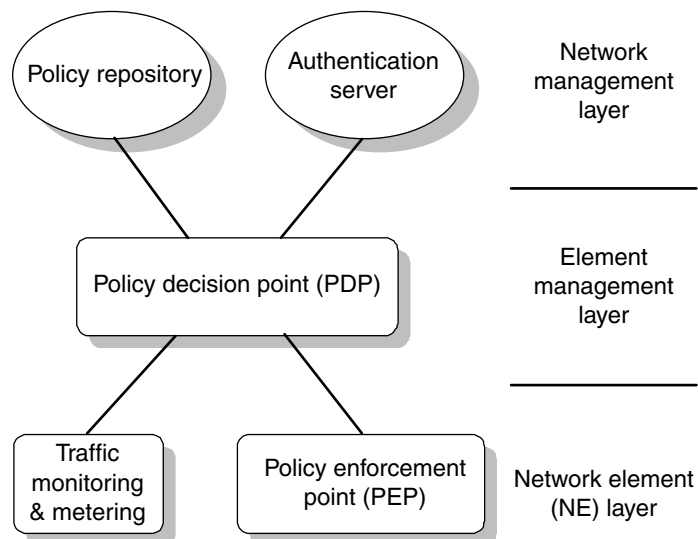 Policy repository
Authentication
server
Network
management
layer
Policy decision point (PDP)
Element
management
layer
Traffic
monitoring
& metering
Policy enforcement
point (PEP)
Network element
(NE) layer